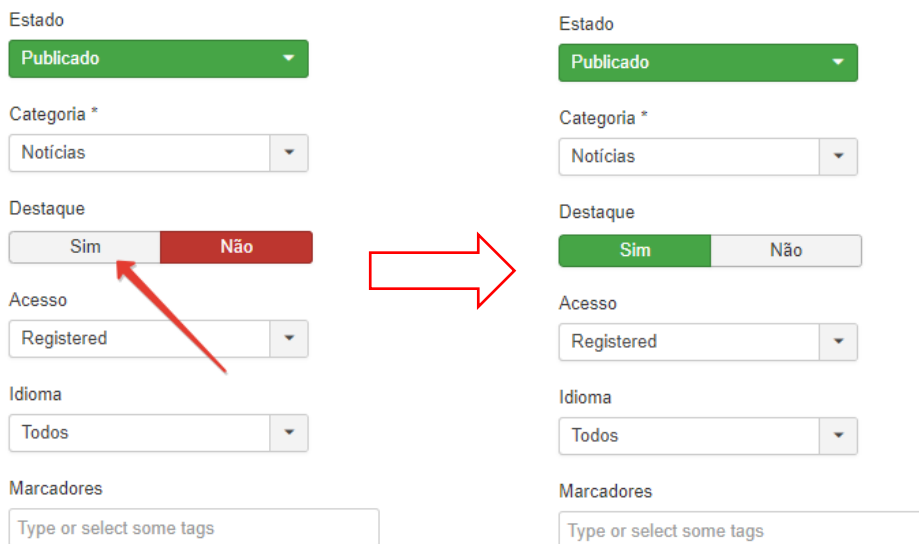 Estado
Publicado
Categoria *
Notícias
Destaque
Sim Não
Acesso
Registered
Idioma
Todos
Marcadores
Type or select some tags
Estado
Publicado
Categoria *
Notícias
Destaque
Sim Não
Acesso
Registered
Idioma
Todos
Marcadores
Type or select some tags